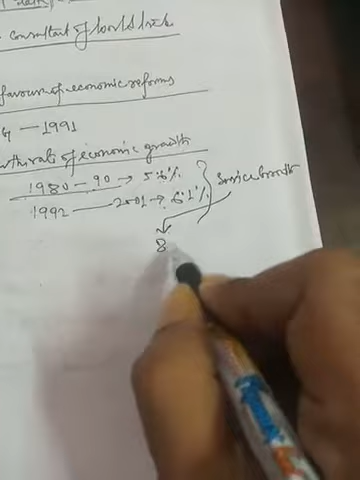 consultant of world bank
favour of economic reforms
— 1991
growth rate of economic growth
1980 – 90 → 5.6%
1992 — 2001 → 6.1%
Service Growth
8